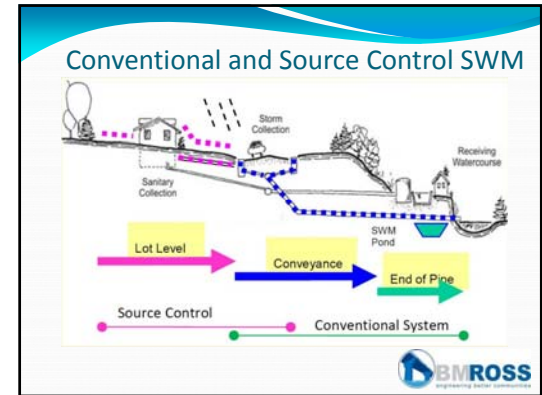 Conventional and Source Control SWM
Storm
Collection
Receiving
Watercourse
Sanitary
Collection
SWM
Pond
Lot Level
Conveyance
End of Pipe
Source Control
Conventional System
BMROSS
engineering better communities